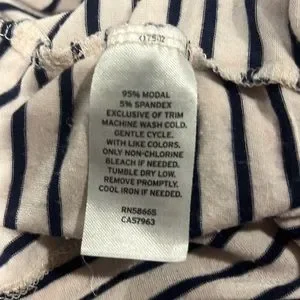 95% MODAL
5% SPANDEX
EXCLUSIVE OF TRIM
MACHINE WASH COLD.
GENTLE CYCLE.
WITH LIKE COLORS.
ONLY NON-CHLORINE
BLEACH IF NEEDED.
TUMBLE DRY LOW.
REMOVE PROMPTLY.
COOL IRON IF NEEDED.
RN58665
CA57963